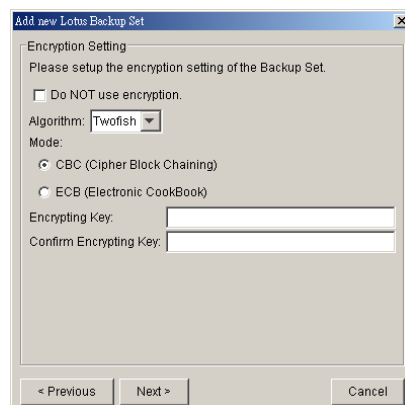 Add new Lotus Backup Set
Encryption Setting
Please setup the encryption setting of the Backup Set.
Do NOT use encryption.
Algorithm: Twofish
Mode:
CBC (Cipher Block Chaining)
ECB (Electronic CookBook)
Encrypting Key:
Confirm Encrypting Key:
< Previous Next > Cancel